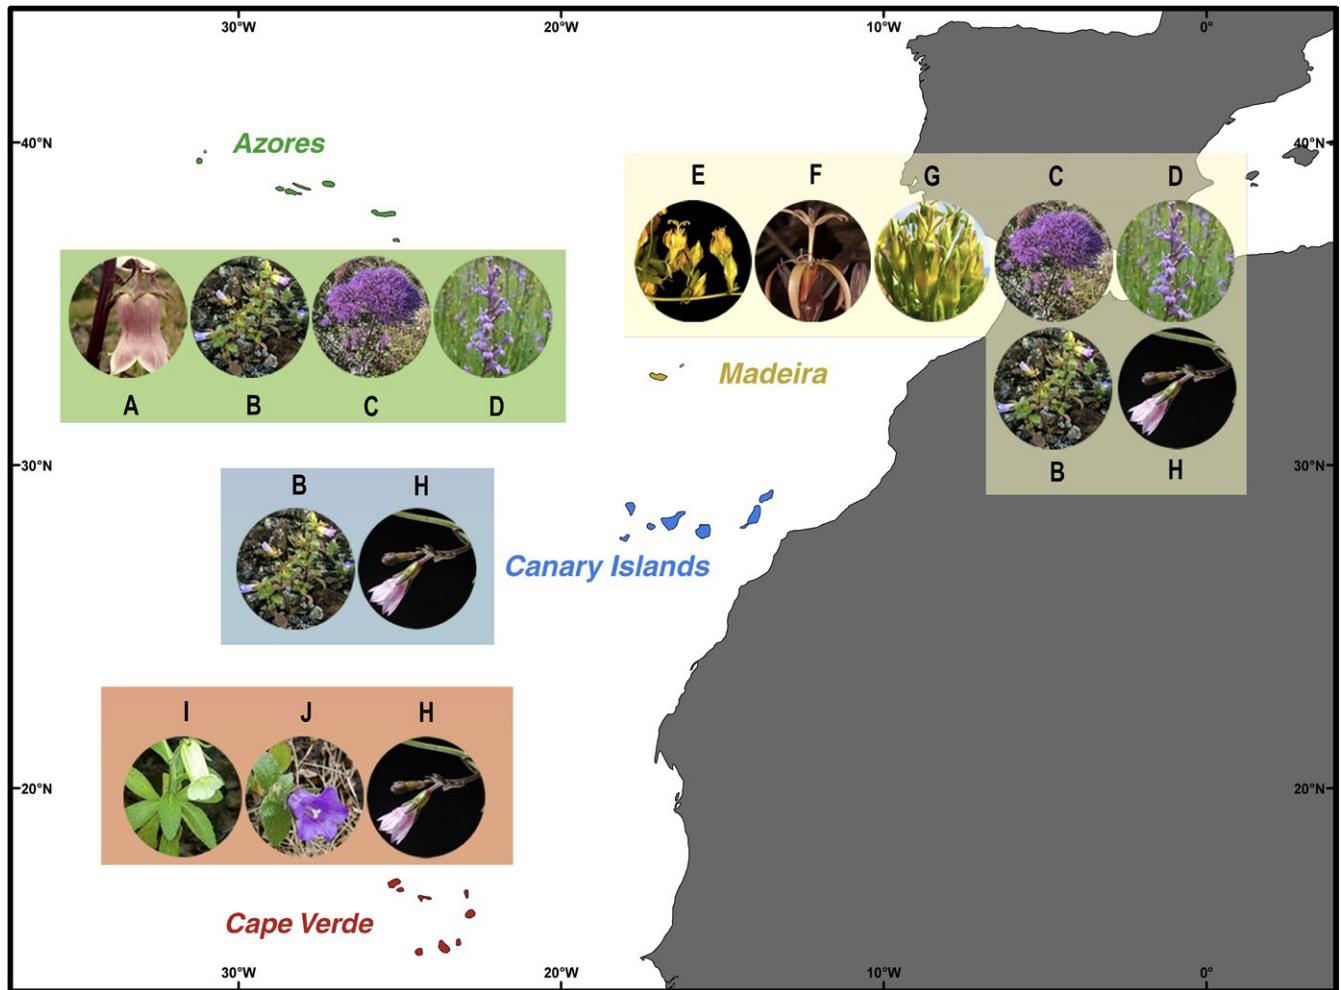 30°W 20°W 10°W 0°
40°N 40°N
Azores
E F G C D
A B C D
Madeira
B H
30°N 30°N
B H
Canary Islands
I J H
20°N 20°N
Cape Verde
30°W 20°W 10°W 0°